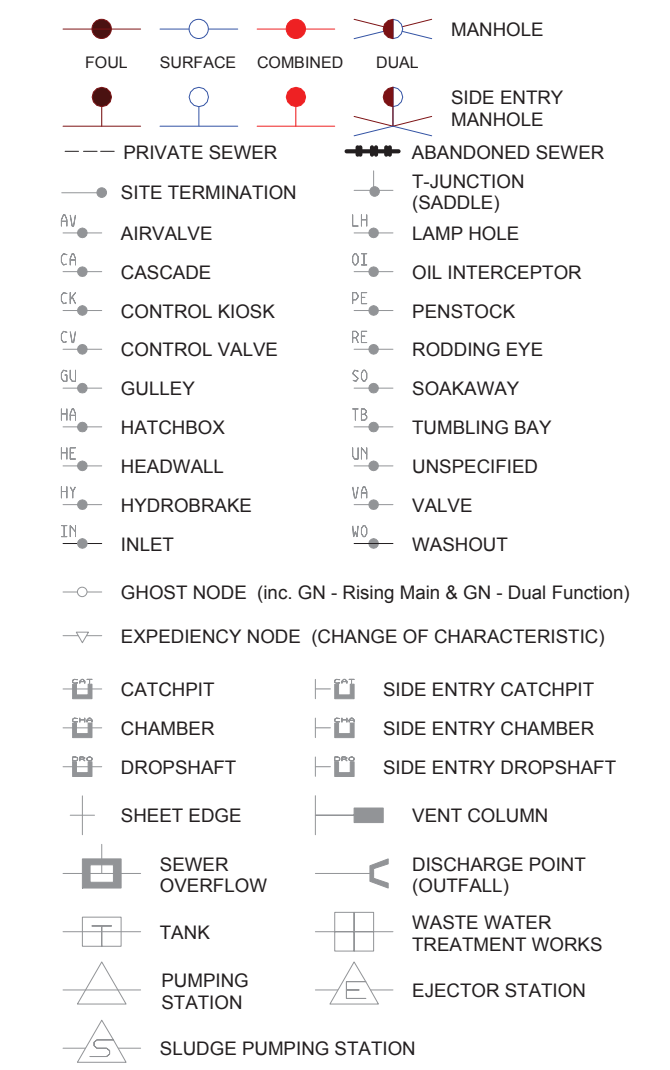 MANHOLE
FOUL SURFACE COMBINED DUAL
SIDE ENTRY
MANHOLE
PRIVATE SEWER
ABANDONED SEWER
SITE TERMINATION
T-JUNCTION
(SADDLE)
AV AIRVALVE
LH LAMP HOLE
CA CASCADE
OI OIL INTERCEPTOR
CK CONTROL KIOSK
PE PENSTOCK
CV CONTROL VALVE
RE RODDING EYE
GU GULLEY
SO SOAKAWAY
HA HATCHBOX
TB TUMBLING BAY
HE HEADWALL
UN UNSPECIFIED
HY HYDROBRAKE
VA VALVE
IN INLET
WO WASHOUT
GHOST NODE (inc. GN - Rising Main & GN - Dual Function)
EXPEDIENCY NODE (CHANGE OF CHARACTERISTIC)
CAT CATCHPIT
CAT SIDE ENTRY CATCHPIT
CHA CHAMBER
CHA SIDE ENTRY CHAMBER
DRO DROPSHAFT
DRO SIDE ENTRY DROPSHAFT
SHEET EDGE
VENT COLUMN
SEWER
OVERFLOW
DISCHARGE POINT
(OUTFALL)
T TANK
WASTE WATER
TREATMENT WORKS
PUMPING
STATION
E EJECTOR STATION
S SLUDGE PUMPING STATION